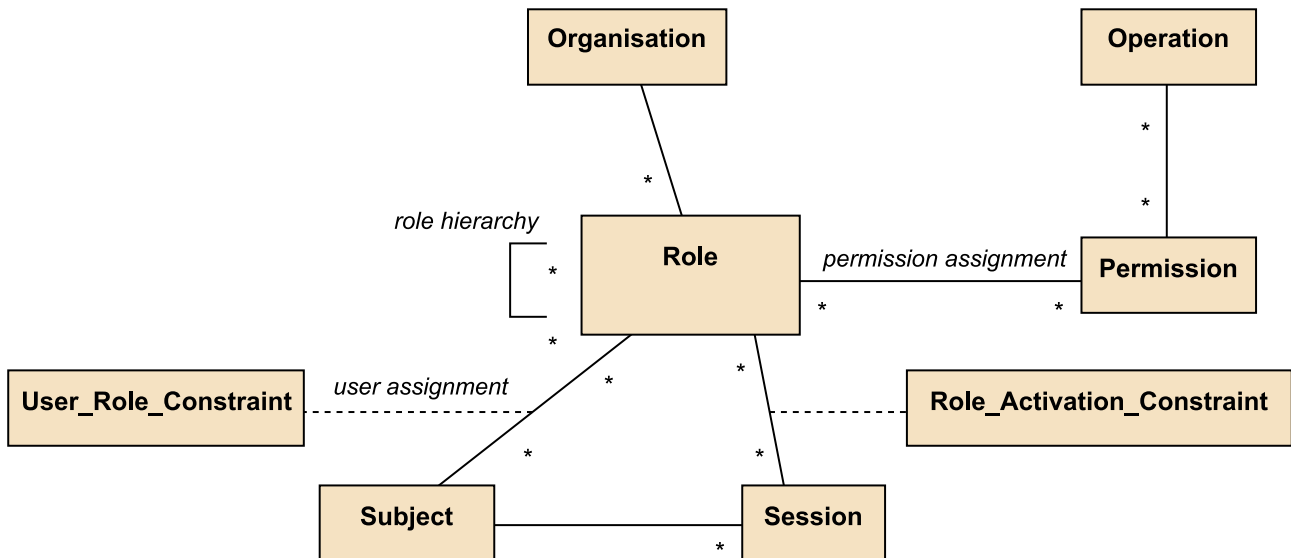 Organisation
Operation
*
*
*
role hierarchy
Role
permission assignment
Permission
*
*
*
*
User_Role_Constraint
user assignment
*
*
Role_Activation_Constraint
*
*
Subject
Session
*